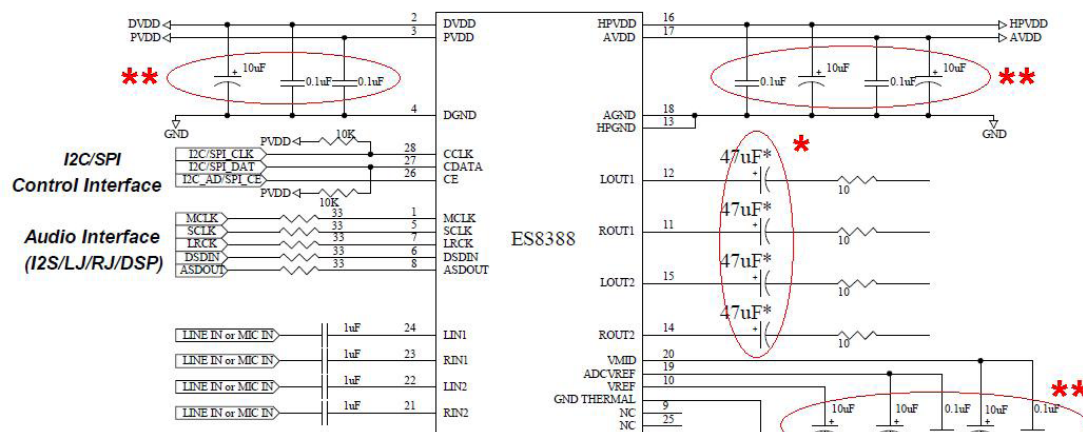 DVDD 2 DVDD HPVDD 16 HPVDD
PVDD 3 PVDD AVDD 17 AVDD
** 10uF 0.1uF 0.1uF 0.1uF 10uF 0.1uF 10uF **
4 DGND AGND 18
GND HPGND 13 GND
PVDD 10K *
I2C/SPI I2C/SPI_CLK 28 CCLK 47uF*
I2C/SPI_DAT 27 CDATA
Control Interface I2C_AD/SPI_CE 26 CE LOUT1 12
PVDD 10K 10
MCLK 33 1 MCLK 47uF*
SCLK 33 5 SCLK
Audio Interface LRCK 33 7 LRCK ES8388 ROUT1 11 10
(I2S/LJ/RJ/DSP) DSDIN 33 6 DSDIN 47uF*
ASDOUT 33 8 ASDOUT
LOUT2 15 10
47uF*
LINE IN or MIC IN 1uF 24 LIN1 ROUT2 14 10
LINE IN or MIC IN 1uF 23 RIN1 VMID 20
ADCVREF 19
LINE IN or MIC IN 1uF 22 LIN2 VREF 10 **
GND THERMAL
LINE IN or MIC IN 1uF 21 RIN2 NC 9 10uF 10uF 0.1uF 10uF 0.1uF
NC 25